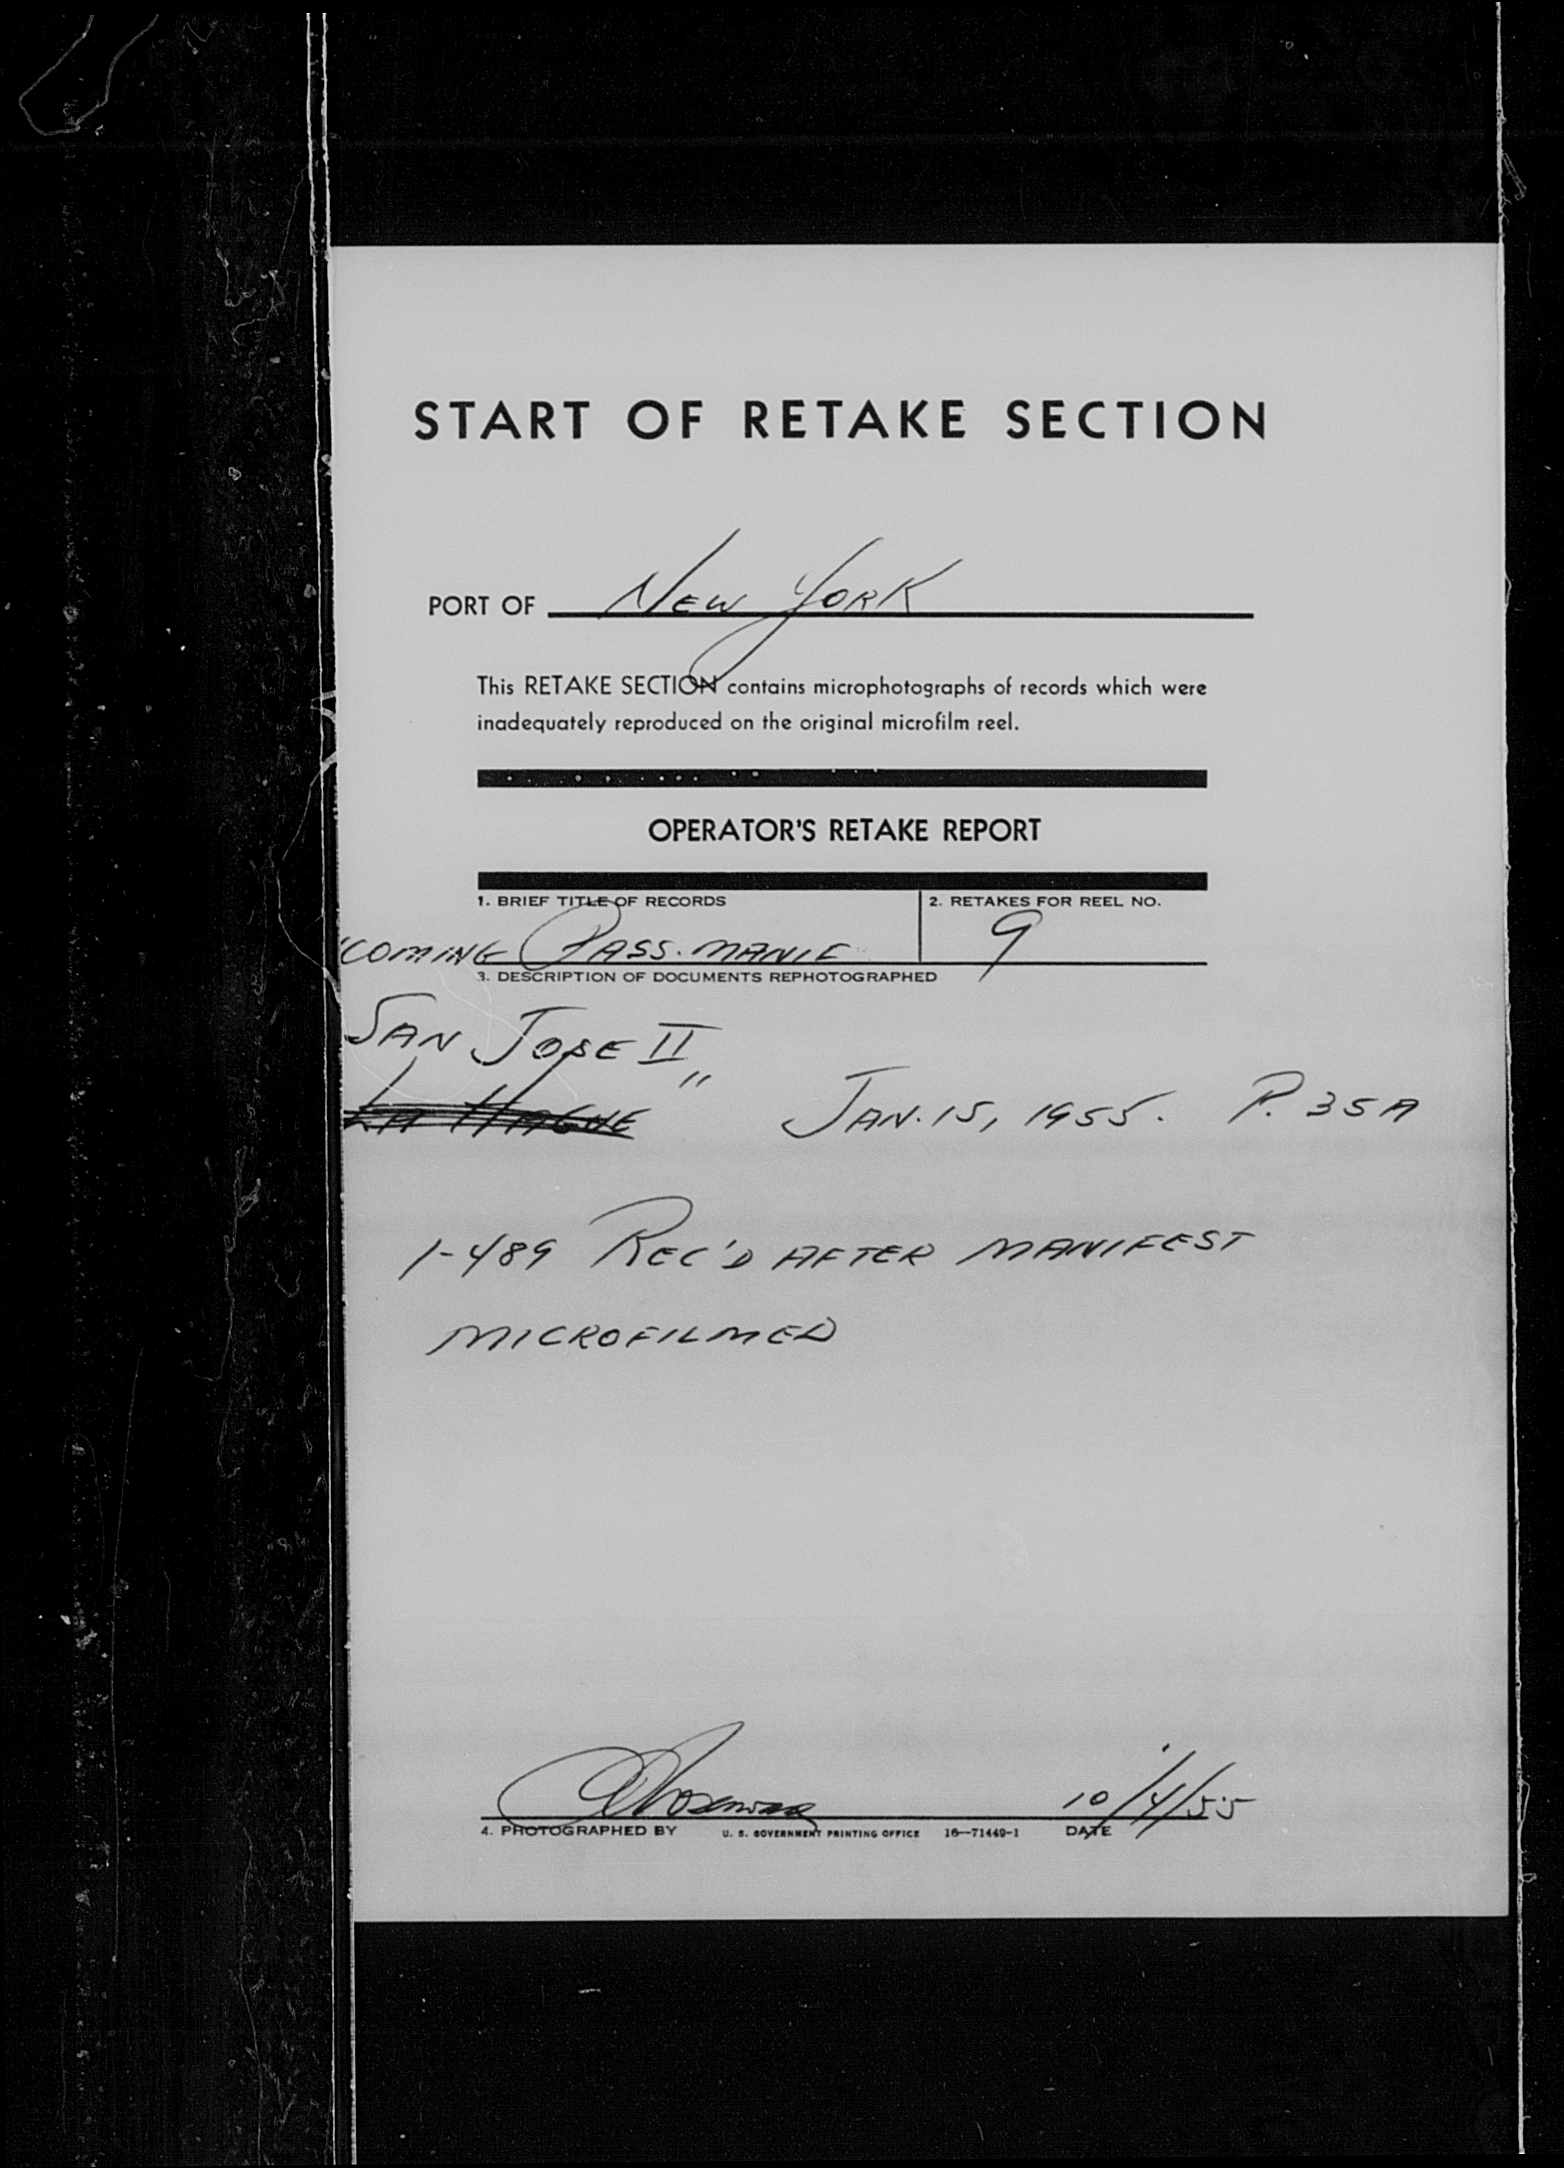 START OF RETAKE SECTION
PORT OF NEW YORK
This RETAKE SECTION contains microphotographs of records which were
inadequately reproduced on the original microfilm reel.
OPERATOR'S RETAKE REPORT
1. BRIEF TITLE OF RECORDS 2. RETAKES FOR REEL NO.
COMING PASS. MANIF 9
3. DESCRIPTION OF DOCUMENTS REPHOTOGRAPHED
SAN JOSE II"
LA HAGUE JAN. 15, 1955. P. 35A
1-489 REC'D AFTER MANIFEST
MICROFILMED
10/4/55
4. PHOTOGRAPHED BY U. S. GOVERNMENT PRINTING OFFICE 16—71449-1 DATE